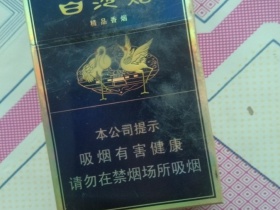 精品香烟
本公司提示
吸烟有害健康
请勿在禁烟场所吸烟